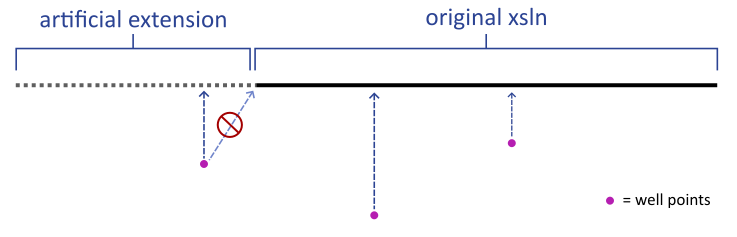 artificial extension
original xsln
= well points